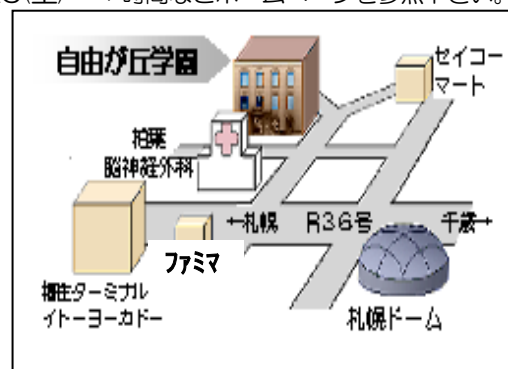 自由が丘学園
セイコー
マート
柏葉
脳神経外科
←札幌 R36号 千歳→
ファミマ
福住ターミナル
イトーヨーカドー
札幌ドーム